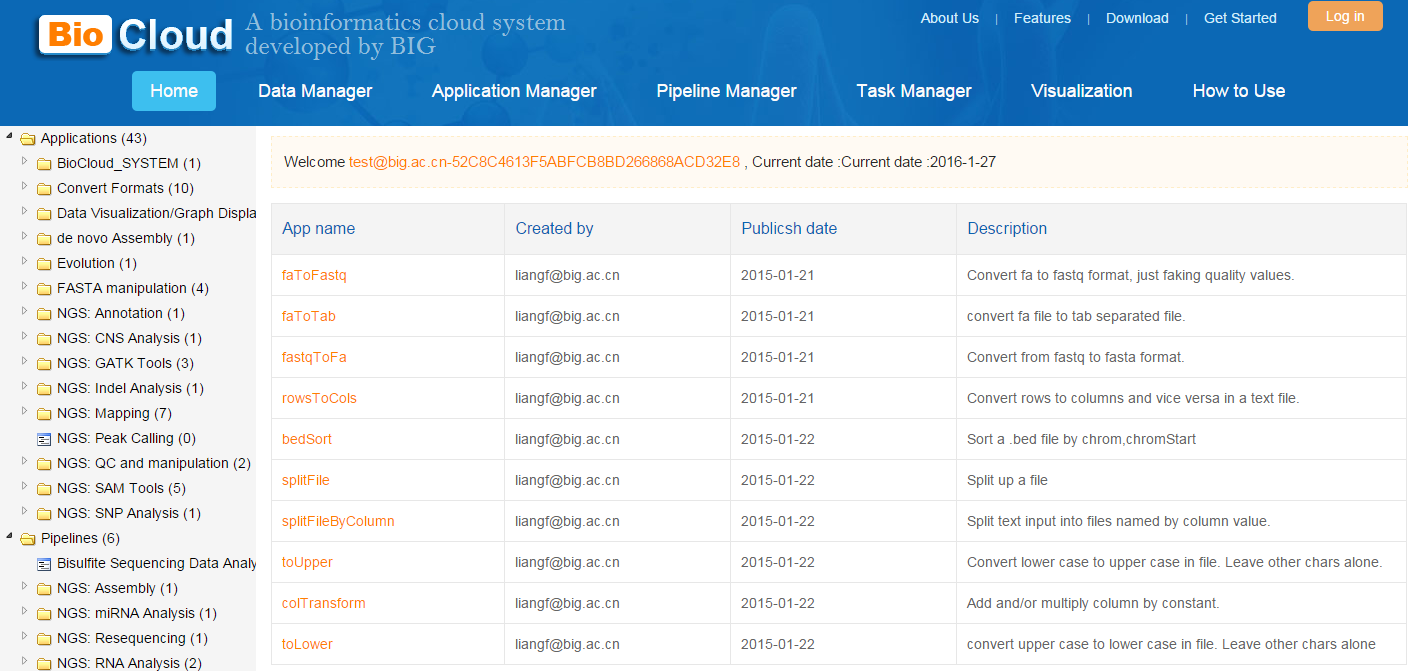 Bio Cloud
A bioinformatics cloud system
developed by BIG
About Us | Features | Download | Get Started
Log in
Home Data Manager Application Manager Pipeline Manager Task Manager Visualization How to Use
Applications (43)
BioCloud_SYSTEM (1)
Convert Formats (10)
Data Visualization/Graph Displa
de novo Assembly (1)
Evolution (1)
FASTA manipulation (4)
NGS: Annotation (1)
NGS: CNS Analysis (1)
NGS: GATK Tools (3)
NGS: Indel Analysis (1)
NGS: Mapping (7)
NGS: Peak Calling (0)
NGS: QC and manipulation (2)
NGS: SAM Tools (5)
NGS: SNP Analysis (1)
Pipelines (6)
Bisulfite Sequencing Data Analy
NGS: Assembly (1)
NGS: miRNA Analysis (1)
NGS: Resequencing (1)
NGS: RNA Analysis (2)
Welcome test@big.ac.cn-52C8C4613F5ABFCB8BD266868ACD32E8 , Current date :Current date :2016-1-27
App name Created by Publicsh date Description
faToFastq liangf@big.ac.cn 2015-01-21 Convert fa to fastq format, just faking quality values.
faToTab liangf@big.ac.cn 2015-01-21 convert fa file to tab separated file.
fastqToFa liangf@big.ac.cn 2015-01-21 Convert from fastq to fasta format.
rowsToCols liangf@big.ac.cn 2015-01-21 Convert rows to columns and vice versa in a text file.
bedSort liangf@big.ac.cn 2015-01-22 Sort a .bed file by chrom,chromStart
splitFile liangf@big.ac.cn 2015-01-22 Split up a file
splitFileByColumn liangf@big.ac.cn 2015-01-22 Split text input into files named by column value.
toUpper liangf@big.ac.cn 2015-01-22 Convert lower case to upper case in file. Leave other chars alone.
colTransform liangf@big.ac.cn 2015-01-22 Add and/or multiply column by constant.
toLower liangf@big.ac.cn 2015-01-22 convert upper case to lower case in file. Leave other chars alone